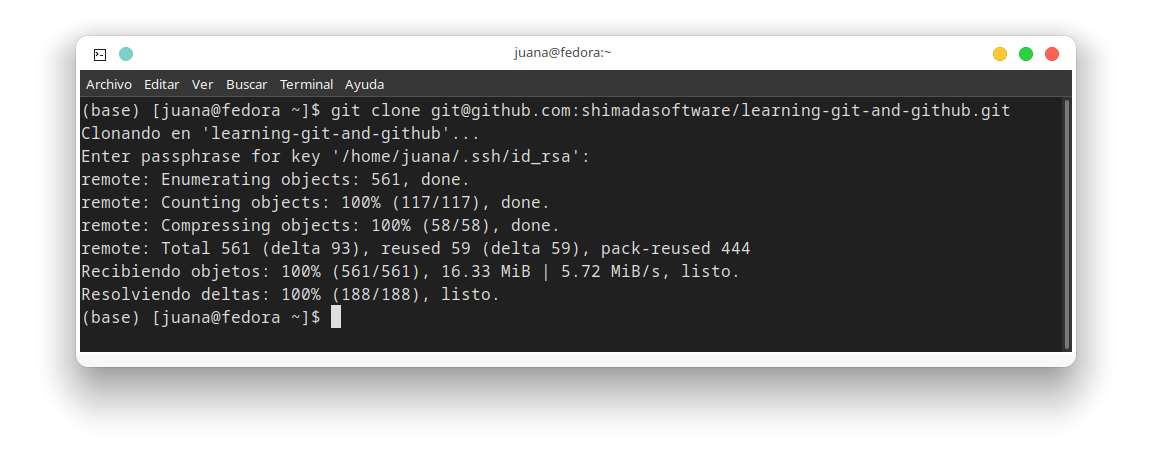 juana@fedora:~
Archivo Editar Ver Buscar Terminal Ayuda
(base) [juana@fedora ~]$ git clone git@github.com:shimadasoftware/learning-git-and-github.git
Clonando en 'learning-git-and-github'...
Enter passphrase for key '/home/juana/.ssh/id_rsa':
remote: Enumerating objects: 561, done.
remote: Counting objects: 100% (117/117), done.
remote: Compressing objects: 100% (58/58), done.
remote: Total 561 (delta 93), reused 59 (delta 59), pack-reused 444
Recibiendo objetos: 100% (561/561), 16.33 MiB | 5.72 MiB/s, listo.
Resolviendo deltas: 100% (188/188), listo.
(base) [juana@fedora ~]$